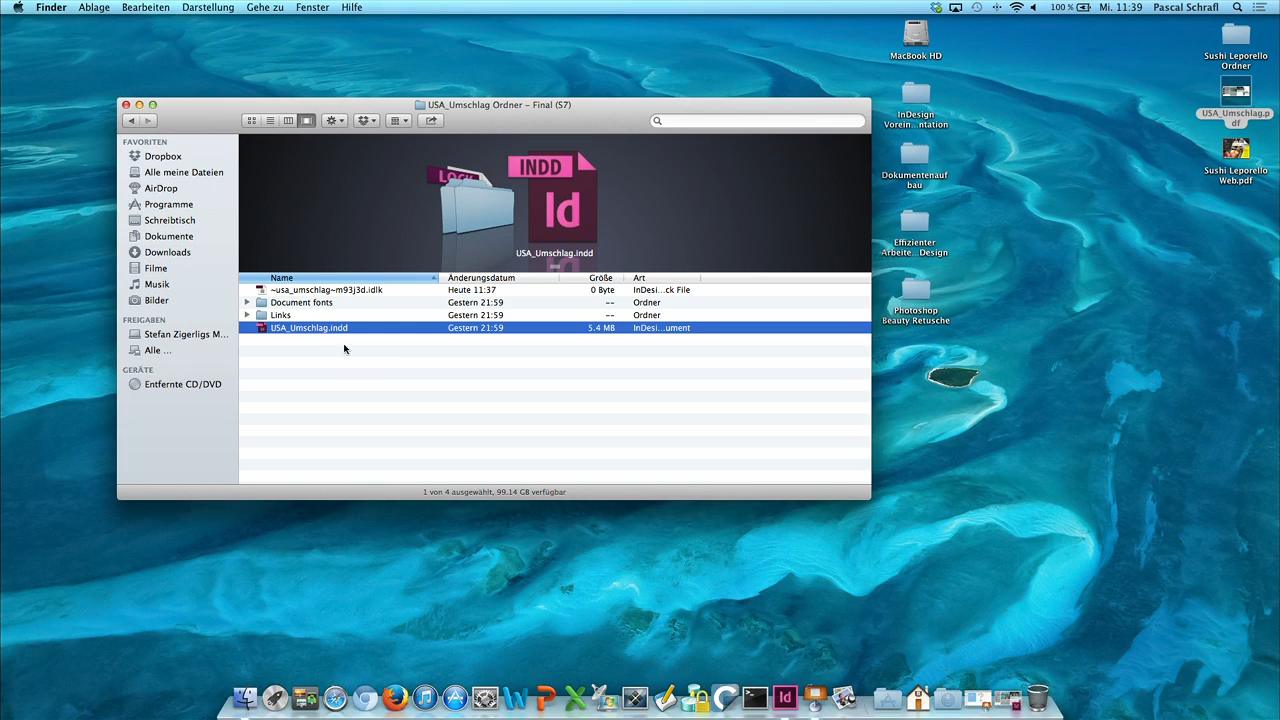 Finder Ablage Bearbeiten Darstellung Gehe zu Fenster Hilfe 100 % Mi. 11:39 Pascal Schrafl
MacBook HD
InDesign
Vorein...ntation
Dokumentenauf
bau
Effizienter
Arbeite...Design
Photoshop
Beauty Retusche
Sushi Leporello
Ordner
USA_Umschlag.p
df
Sushi Leporello
Web.pdf
USA_Umschlag Ordner – Final (S7)
FAVORITEN
Dropbox
Alle meine Dateien
AirDrop
Programme
Schreibtisch
Dokumente
Downloads
Filme
Musik
Bilder
FREIGABEN
Stefan Zigerligs M...
Alle ...
GERÄTE
Entfernte CD/DVD
LOCK
INDD
Id
USA_Umschlag.indd
Name Änderungsdatum Größe Art
~usa_umschlag~m93j3d.idlk Heute 11:37 0 Byte InDesi...ck File
Document fonts Gestern 21:59 -- Ordner
Links Gestern 21:59 -- Ordner
USA_Umschlag.indd Gestern 21:59 5.4 MB InDesi...ument
1 von 4 ausgewählt, 99.14 GB verfügbar
Id